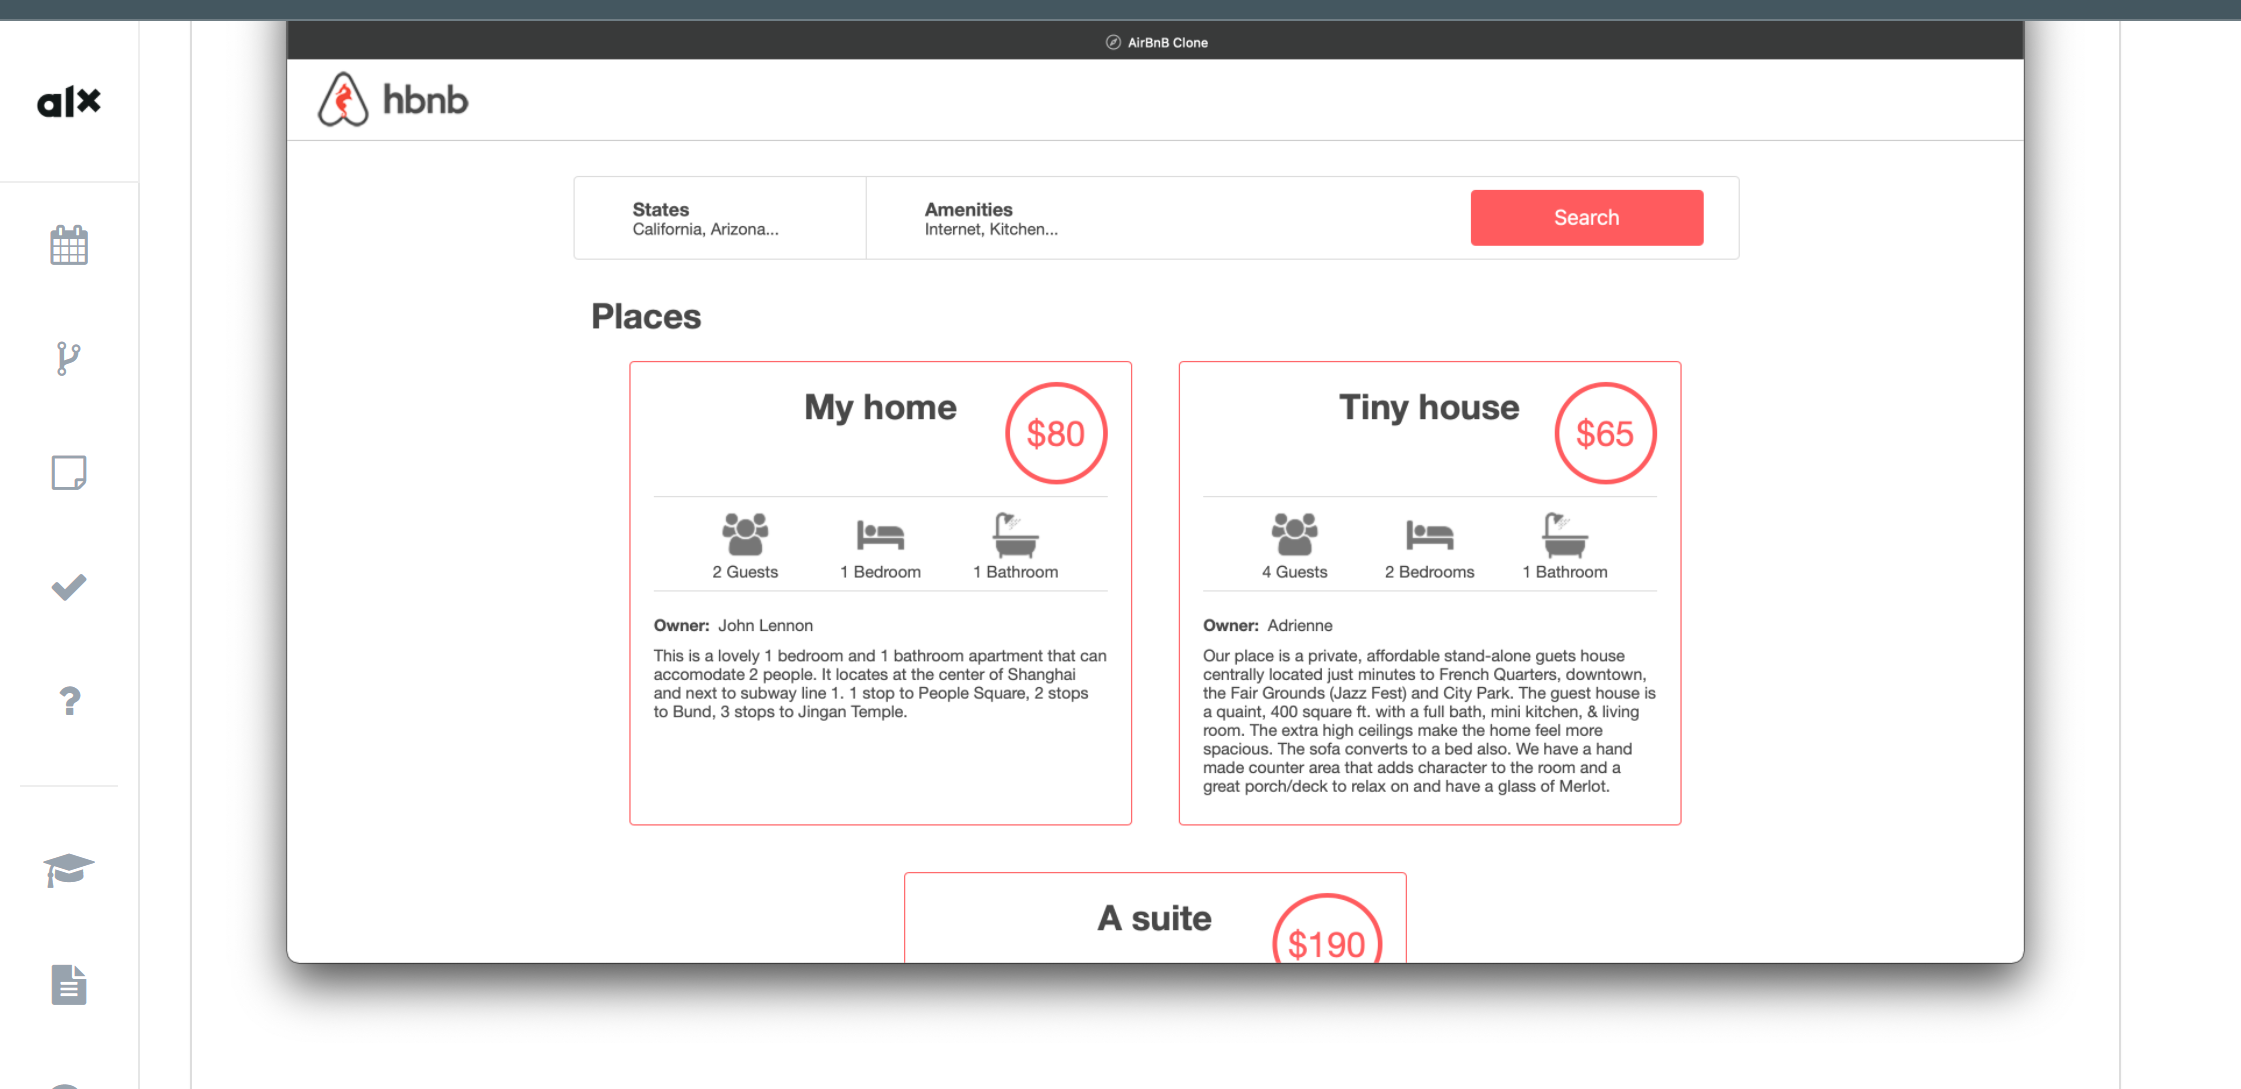 AirBnB Clone
alx
hbnb
States
California, Arizona...
Amenities
Internet, Kitchen...
Search
Places
My home
$80
2 Guests
1 Bedroom
1 Bathroom
Owner: John Lennon
This is a lovely 1 bedroom and 1 bathroom apartment that can
accomodate 2 people. It locates at the center of Shanghai
and next to subway line 1. 1 stop to People Square, 2 stops
to Bund, 3 stops to Jingan Temple.
Tiny house
$65
4 Guests
2 Bedrooms
1 Bathroom
Owner: Adrienne
Our place is a private, affordable stand-alone guets house
centrally located just minutes to French Quarters, downtown,
the Fair Grounds (Jazz Fest) and City Park. The guest house is
a quaint, 400 square ft. with a full bath, mini kitchen, & living
room. The extra high ceilings make the home feel more
spacious. The sofa converts to a bed also. We have a hand
made counter area that adds character to the room and a
great porch/deck to relax on and have a glass of Merlot.
A suite
$190